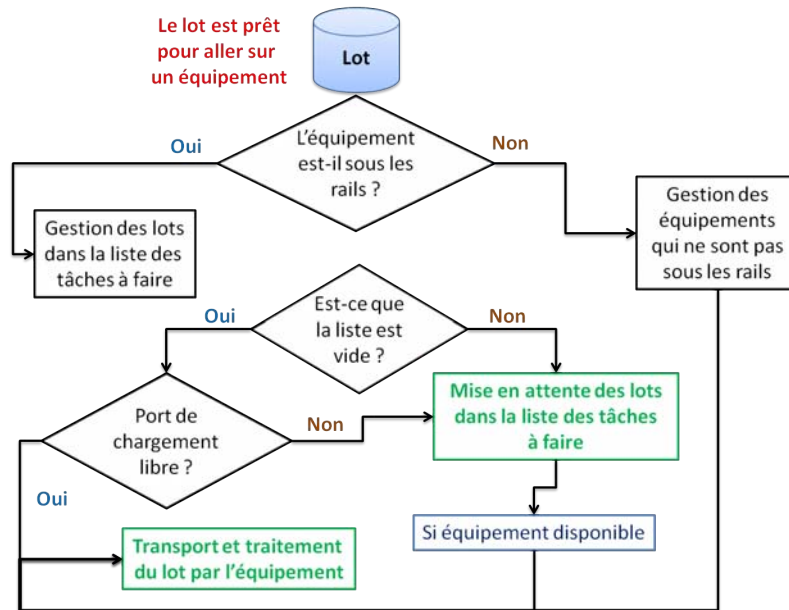 Le lot est prêt
pour aller sur
un équipement
Lot
Oui
L'équipement
est-il sous les
rails ?
Non
Gestion des lots
dans la liste des
tâches à faire
Gestion des
équipements
qui ne sont pas
sous les rails
Oui
Est-ce que
la liste est
vide ?
Non
Port de
chargement
libre ?
Non
Mise en attente des lots
dans la liste des tâches
à faire
Oui
Transport et traitement
du lot par l'équipement
Si équipement disponible